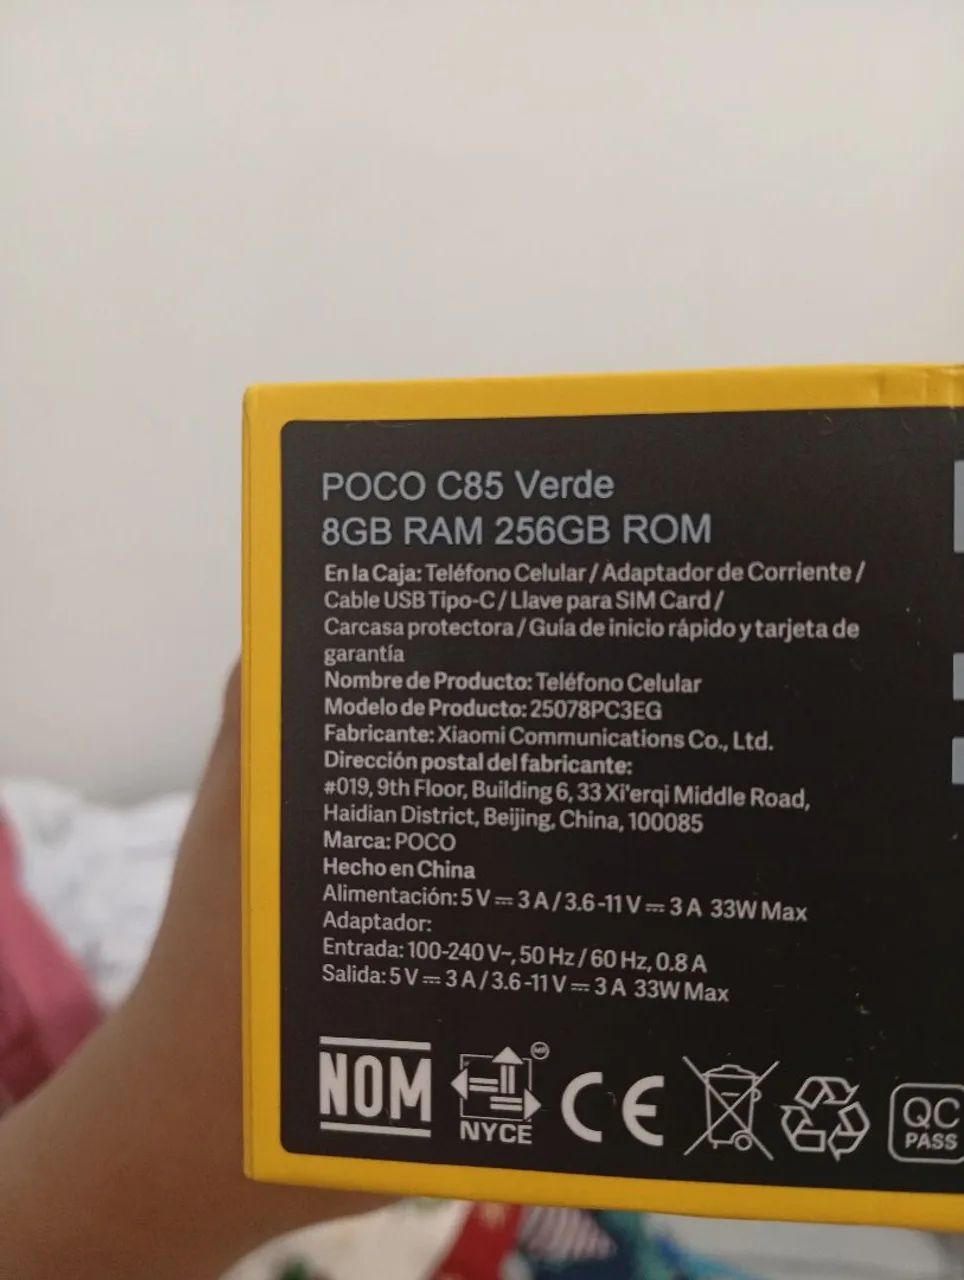 POCO C85 Verde
8GB RAM 256GB ROM
En la Caja: Teléfono Celular / Adaptador de Corriente /
Cable USB Tipo-C / Llave para SIM Card /
Carcasa protectora / Guía de inicio rápido y tarjeta de
garantía
Nombre de Producto: Teléfono Celular
Modelo de Producto: 25078PC3EG
Fabricante: Xiaomi Communications Co., Ltd.
Dirección postal del fabricante:
#019, 9th Floor, Building 6, 33 Xi'erqi Middle Road,
Haidian District, Beijing, China, 100085
Marca: POCO
Hecho en China
Alimentación: 5 V⎓ 3 A / 3.6 -11 V⎓ 3 A 33W Max
Adaptador:
Entrada: 100-240 V~, 50 Hz / 60 Hz, 0.8 A
Salida: 5 V ⎓ 3 A / 3.6 -11 V⎓ 3 A 33W Max
NOM
NYCE
CE
QC
PASS